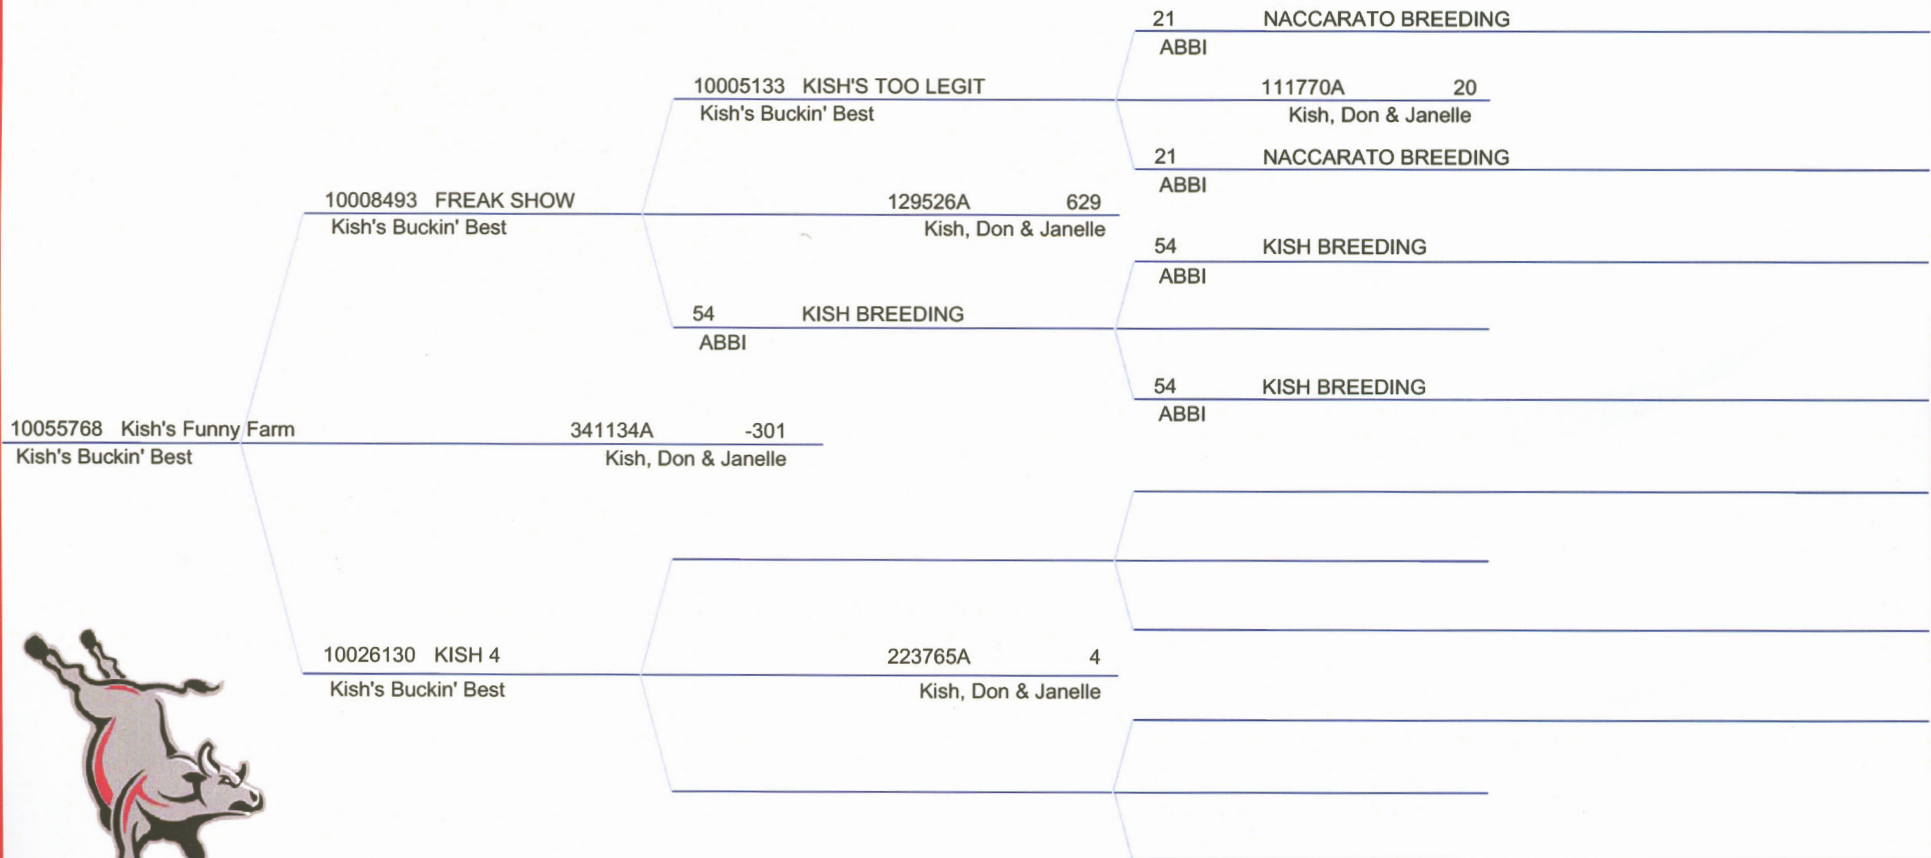 21 NACCARATO BREEDING
ABBI
10005133 KISH'S TOO LEGIT 111770A 20
Kish's Buckin' Best Kish, Don & Janelle
21 NACCARATO BREEDING
ABBI
10008493 FREAK SHOW 129526A 629
Kish's Buckin' Best Kish, Don & Janelle
54 KISH BREEDING
ABBI
54 KISH BREEDING
ABBI
54 KISH BREEDING
ABBI
10055768 Kish's Funny Farm 341134A -301
Kish's Buckin' Best Kish, Don & Janelle
10026130 KISH 4 223765A 4
Kish's Buckin' Best Kish, Don & Janelle